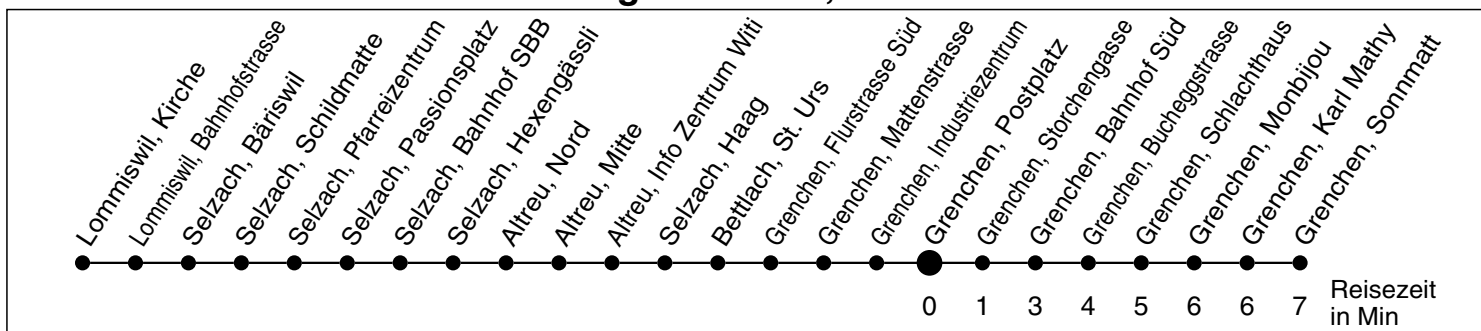 Lommiswil, Kirche
Lommiswil, Bahnhofstrasse
Selzach, Bäriswil
Selzach, Schildmatte
Selzach, Pfarreizentrum
Selzach, Passionsplatz
Selzach, Bahnhof SBB
Selzach, Hexengässli
Altreu, Nord
Altreu, Mitte
Altreu, Info Zentrum Witi
Selzach, Haag
Bettlach, St. Urs
Grenchen, Flurstrasse Süd
Grenchen, Mattenstrasse
Grenchen, Industriezentrum
Grenchen, Postplatz
Grenchen, Storchengasse
Grenchen, Bahnhof Süd
Grenchen, Bucheggstrasse
Grenchen, Schlachthaus
Grenchen, Monbijou
Grenchen, Karl Mathy
Grenchen, Sonnmatt
0 1 3 4 5 6 6 7 Reisezeit
in Min